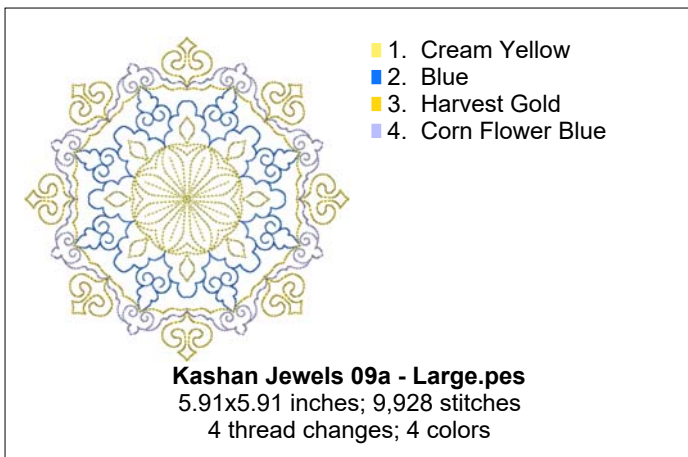 1. Cream Yellow
2. Blue
3. Harvest Gold
4. Corn Flower Blue
Kashan Jewels 09a - Large.pes
5.91x5.91 inches; 9,928 stitches
4 thread changes; 4 colors